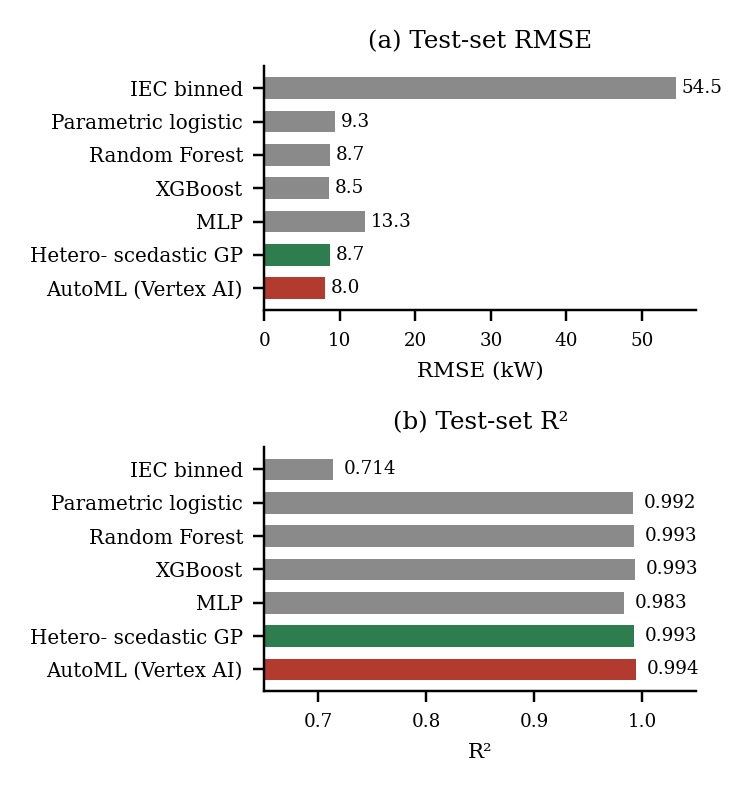 (a) Test-set RMSE
IEC binned 54.5
Parametric logistic 9.3
Random Forest 8.7
XGBoost 8.5
MLP 13.3
Hetero- scedastic GP 8.7
AutoML (Vertex AI) 8.0
0 10 20 30 40 50
RMSE (kW)
(b) Test-set R²
IEC binned 0.714
Parametric logistic 0.992
Random Forest 0.993
XGBoost 0.993
MLP 0.983
Hetero- scedastic GP 0.993
AutoML (Vertex AI) 0.994
0.7 0.8 0.9 1.0
R²